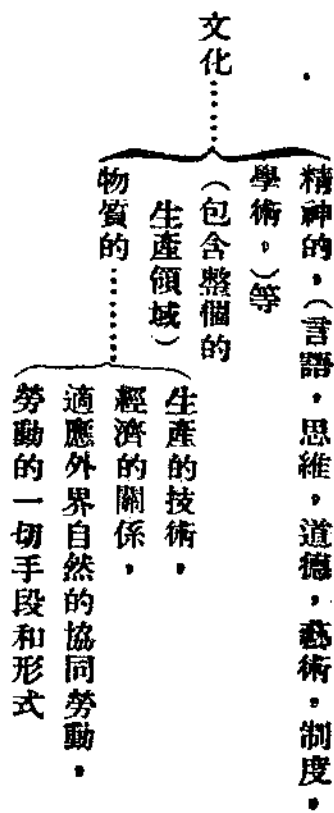 文化……
精神的，（言語，思維，道德，藝術，制度，
學術，）等
（包含整個的
生產領域）
物質的………
生產的技術，
經濟的關係，
適應外界自然的協同勞動，
勞動的一切手段和形式